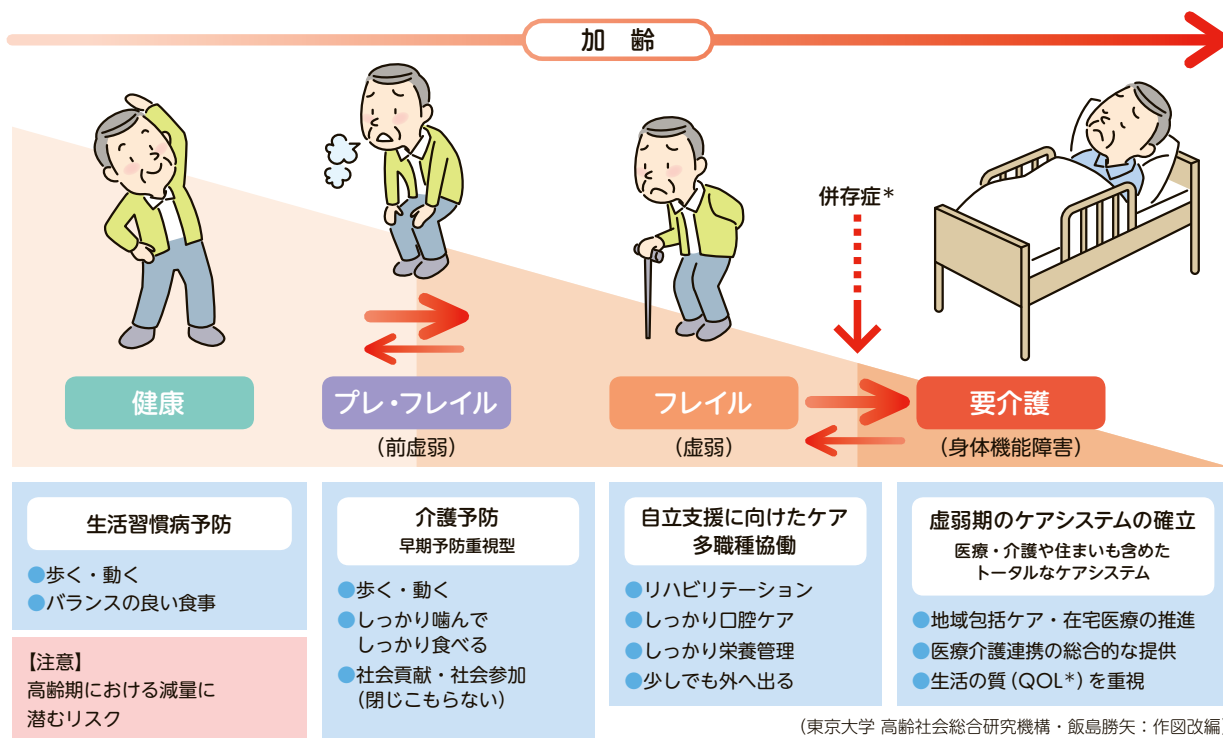 加 齢
併存症*
健康
プレ・フレイル
(前虚弱)
フレイル
(虚弱)
要介護
(身体機能障害)
生活習慣病予防
●歩く・動く
●バランスの良い食事
【注意】
高齢期における減量に
潜むリスク
介護予防
早期予防重視型
●歩く・動く
●しっかり噛んで
しっかり食べる
●社会貢献・社会参加
(閉じこもらない)
自立支援に向けたケア
多職種協働
●リハビリテーション
●しっかり口腔ケア
●しっかり栄養管理
●少しでも外へ出る
虚弱期のケアシステムの確立
医療・介護や住まいも含めた
トータルなケアシステム
●地域包括ケア・在宅医療の推進
●医療介護連携の総合的な提供
●生活の質(QOL*)を重視
(東京大学 高齢社会総合研究機構・飯島勝矢:作図改編)